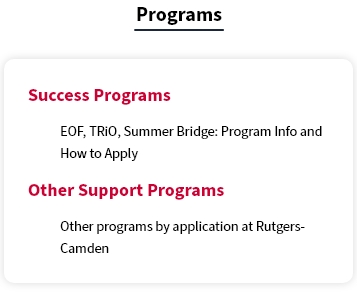 Programs
Success Programs
EOF, TRiO, Summer Bridge: Program Info and
How to Apply
Other Support Programs
Other programs by application at Rutgers-
Camden